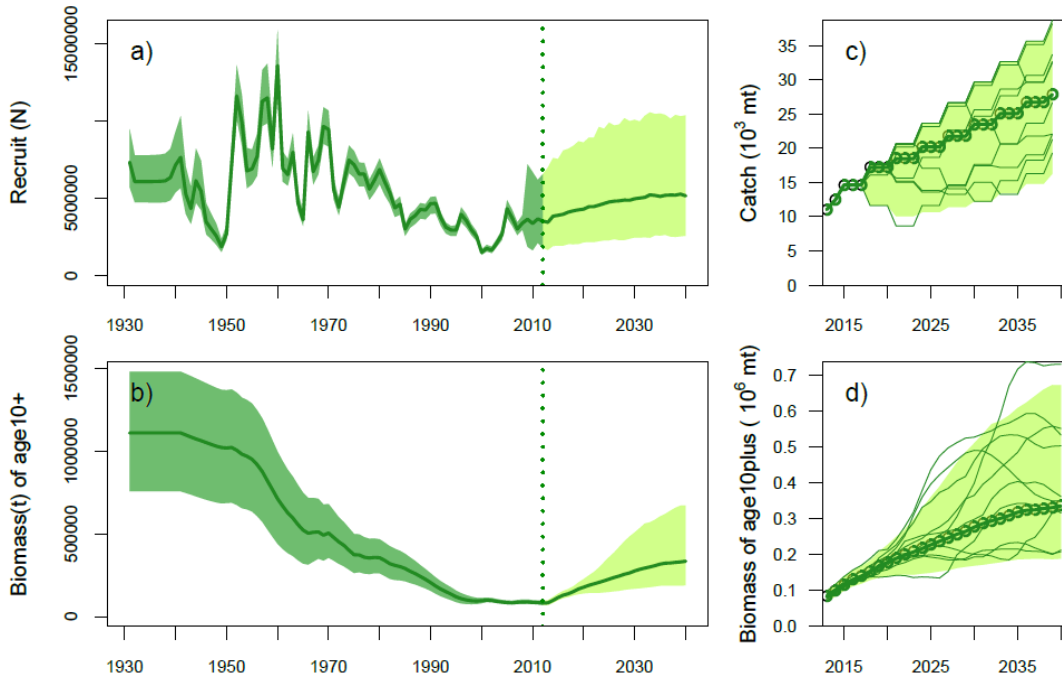 a)
Recruit (N)
15000000
5000000
0
1930 1950 1970 1990 2010 2030
c)
Catch (10³ mt)
35
30
25
20
15
10
0
2015 2025 2035
b)
Biomass(t) of age10+
1500000
1000000
500000
0
1930 1950 1970 1990 2010 2030
d)
Biomass of age10plus ( 10⁶ mt)
0.7
0.6
0.5
0.4
0.3
0.2
0.1
0.0
2015 2025 2035